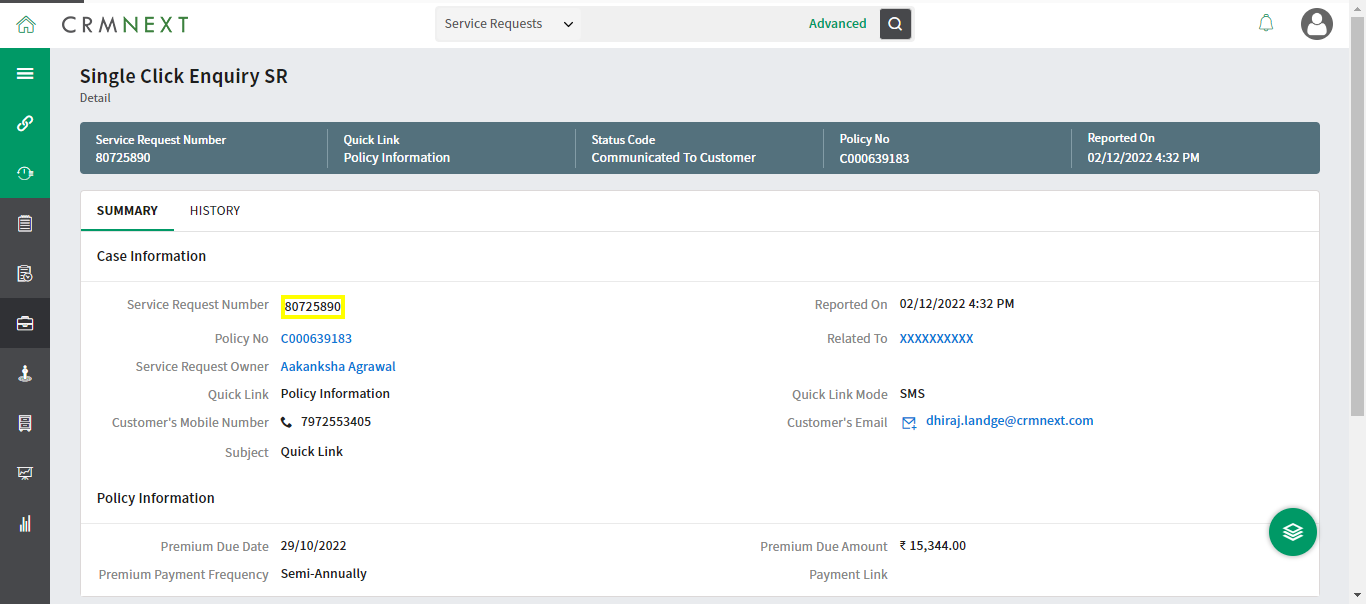 CRMNEXT
Service Requests
Advanced
Single Click Enquiry SR
Detail
Service Request Number
80725890
Quick Link
Policy Information
Status Code
Communicated To Customer
Policy No
C000639183
Reported On
02/12/2022 4:32 PM
SUMMARY HISTORY
Case Information
Service Request Number 80725890
Reported On 02/12/2022 4:32 PM
Policy No C000639183
Related To XXXXXXXXXX
Service Request Owner Aakanksha Agrawal
Quick Link Policy Information
Quick Link Mode SMS
Customer's Mobile Number 7972553405
Customer's Email dhiraj.landge@crmnext.com
Subject Quick Link
Policy Information
Premium Due Date 29/10/2022
Premium Due Amount ₹ 15,344.00
Premium Payment Frequency Semi-Annually
Payment Link